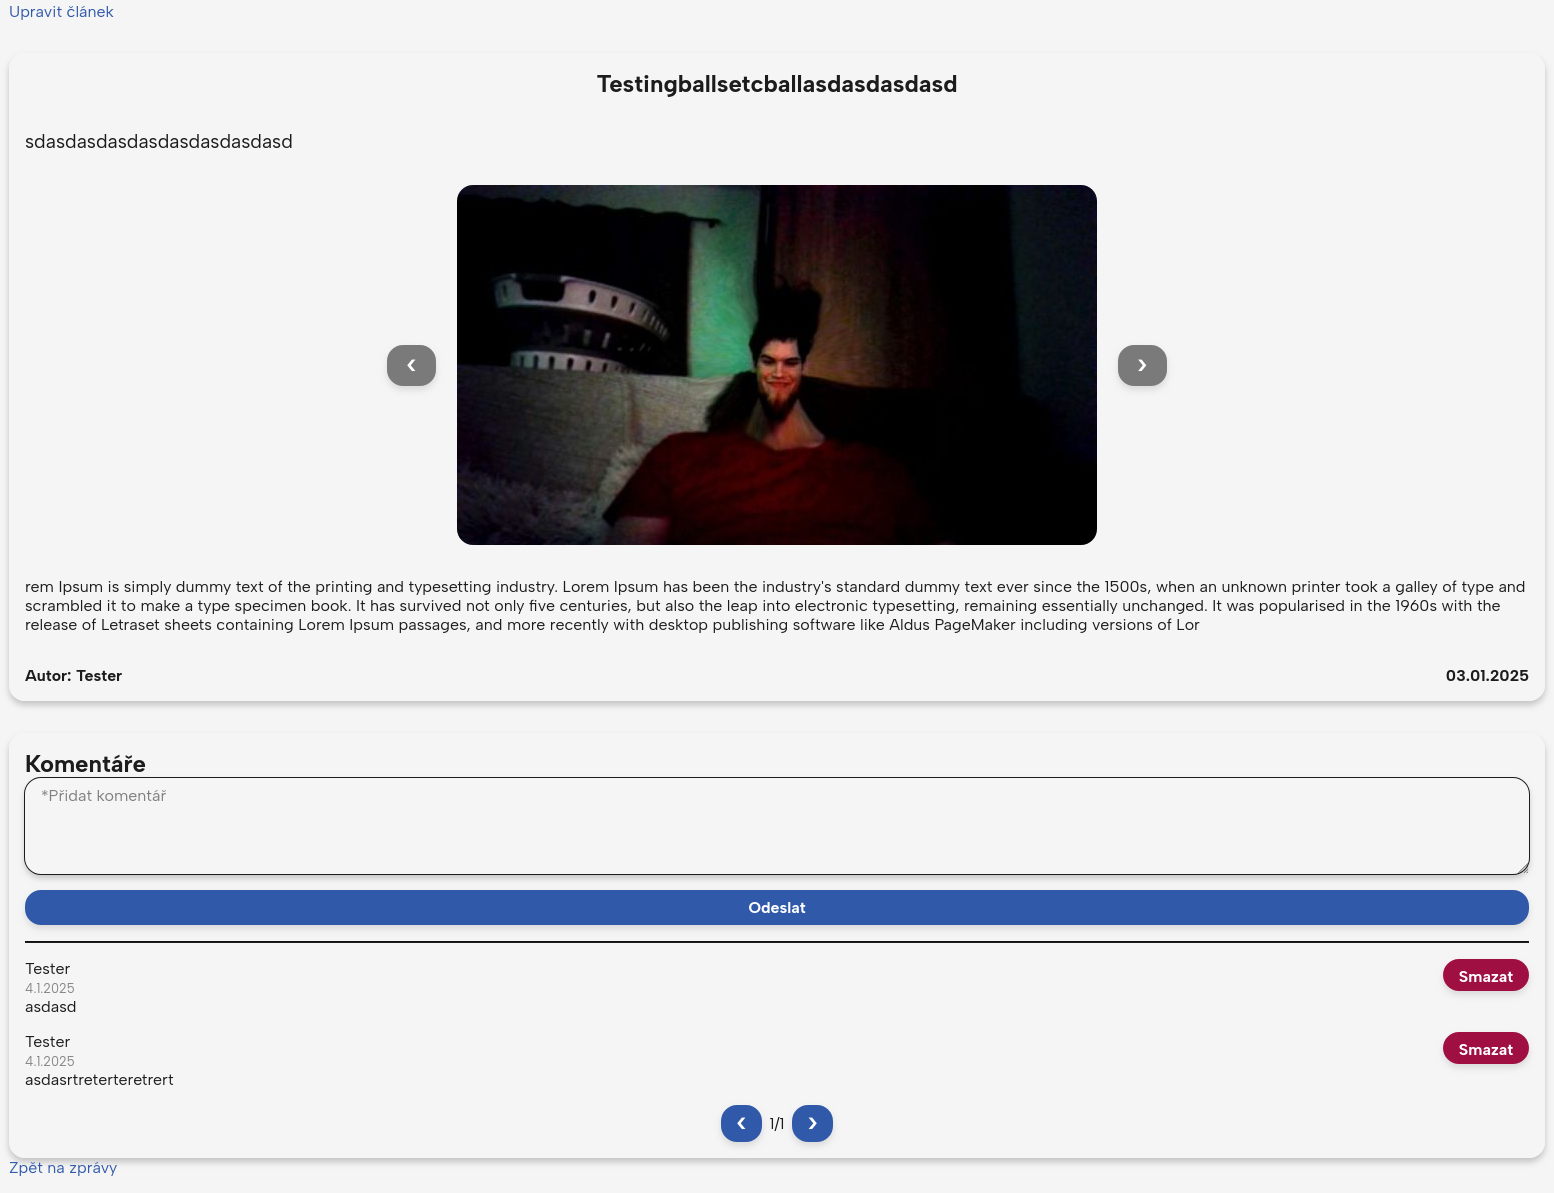 Upravit článek
Testingballsetcballasdasdasdasd
sdasdasdasdasdasdasdasdasd
‹
›
rem Ipsum is simply dummy text of the printing and typesetting industry. Lorem Ipsum has been the industry's standard dummy text ever since the 1500s, when an unknown printer took a galley of type and
scrambled it to make a type specimen book. It has survived not only five centuries, but also the leap into electronic typesetting, remaining essentially unchanged. It was popularised in the 1960s with the
release of Letraset sheets containing Lorem Ipsum passages, and more recently with desktop publishing software like Aldus PageMaker including versions of Lor
Autor: Tester
03.01.2025
Komentáře
*Přidat komentář
Odeslat
Tester
Smazat
4.1.2025
asdasd
Tester
Smazat
4.1.2025
asdasrtreterteretrert
‹ 1/1 ›
Zpět na zprávy